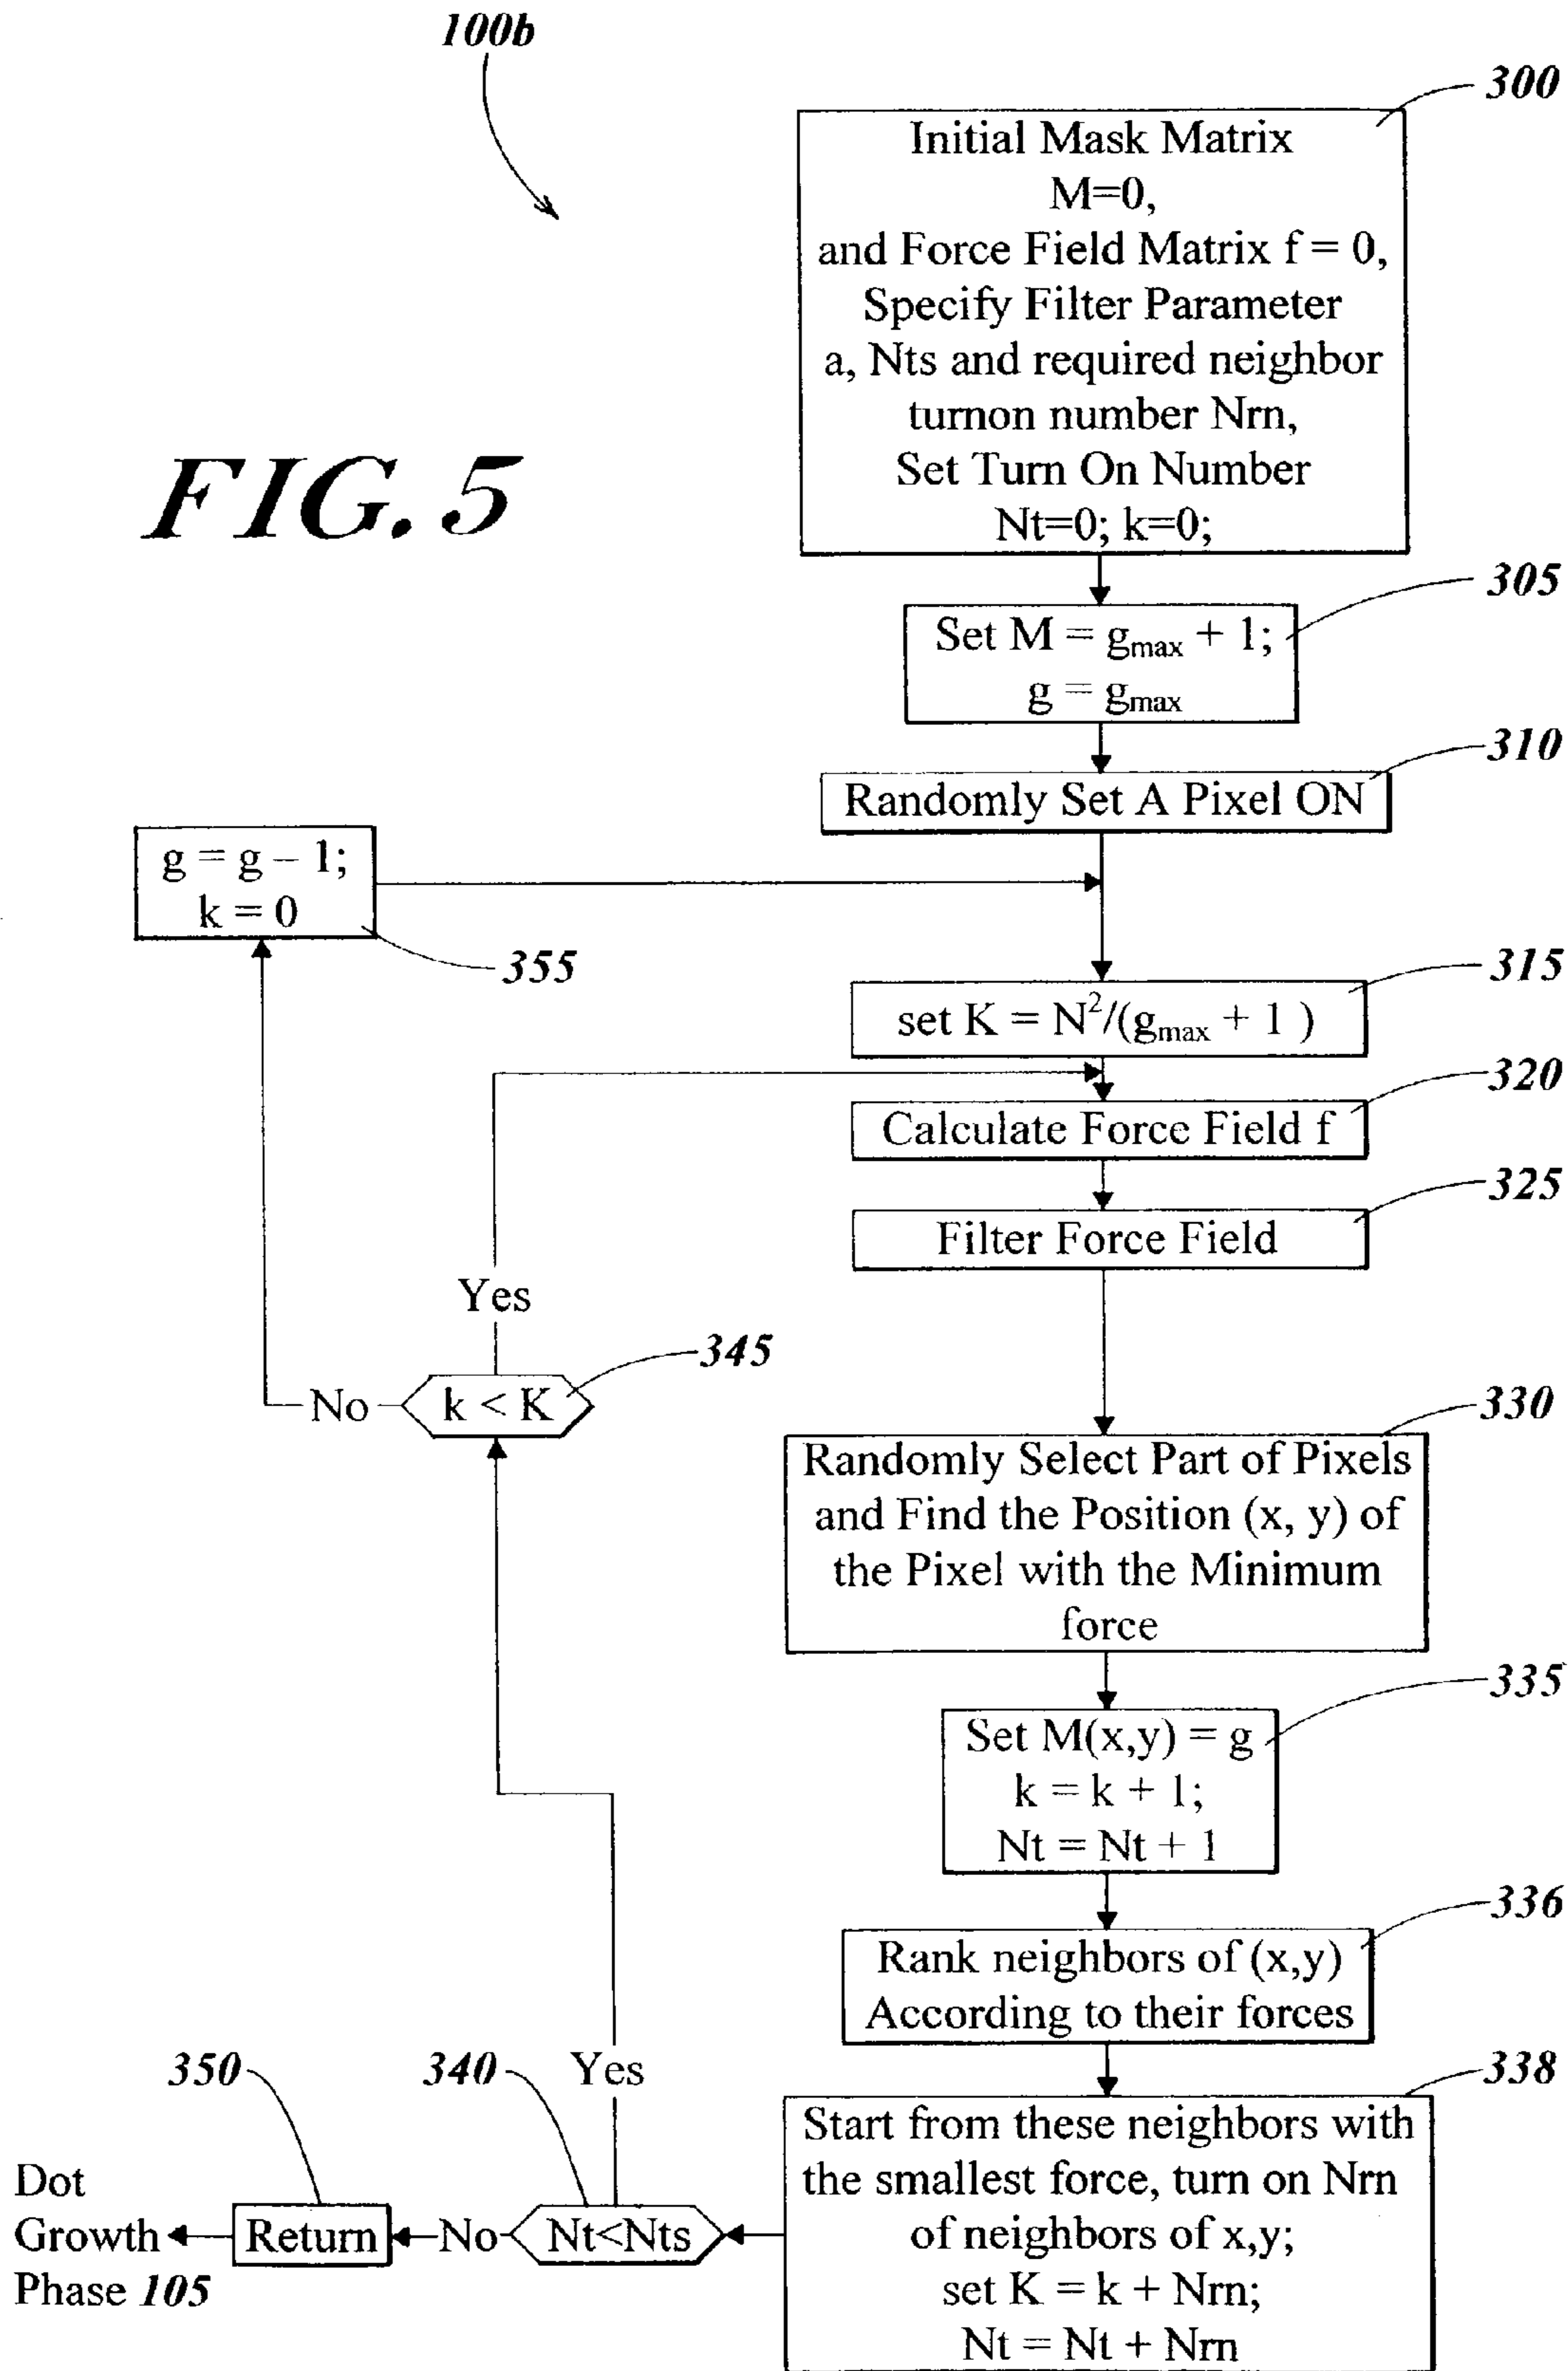 100b
300
Initial Mask Matrix
M=0,
and Force Field Matrix f = 0,
Specify Filter Parameter
a, Nts and required neighbor
turnon number Nrn,
Set Turn On Number
Nt=0; k=0;
FIG. 5
305
Set M = gmax + 1;
g = gmax
310
Randomly Set A Pixel ON
g = g – 1;
k = 0
355
315
set K = N²/(gmax + 1 )
320
Calculate Force Field f
325
Filter Force Field
Yes
345
No
k < K
330
Randomly Select Part of Pixels
and Find the Position (x, y) of
the Pixel with the Minimum
force
335
Set M(x,y) = g
k = k + 1;
Nt = Nt + 1
336
Rank neighbors of (x,y)
According to their forces
338
Start from these neighbors with
the smallest force, turn on Nrn
of neighbors of x,y;
set K = k + Nrn;
Nt = Nt + Nrn
350
340
Yes
Nt<Nts
No
Return
Dot
Growth
Phase 105